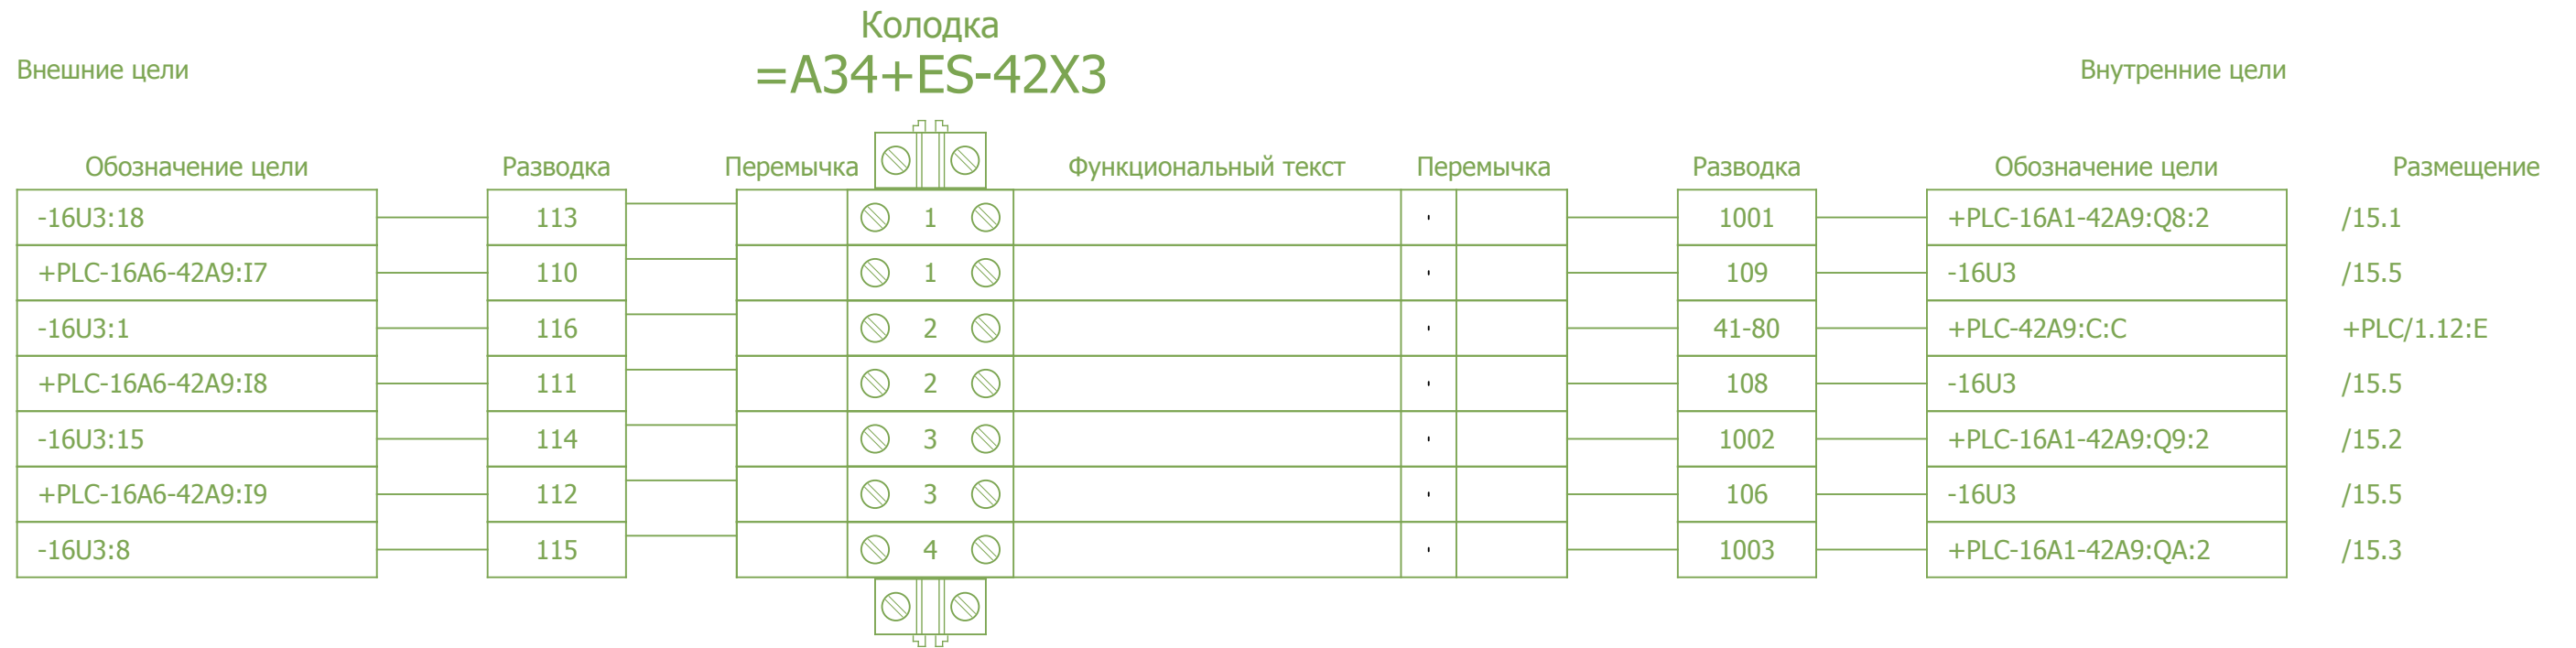 Колодка
=A34+ES-42X3
Внешние цели Внутренние цели
Обозначение цели Разводка Перемычка Функциональный текст Перемычка Разводка Обозначение цели Размещение
-16U3:18 113 1 1001 +PLC-16A1-42A9:Q8:2 /15.1
+PLC-16A6-42A9:I7 110 1 109 -16U3 /15.5
-16U3:1 116 2 41-80 +PLC-42A9:C:C +PLC/1.12:E
+PLC-16A6-42A9:I8 111 2 108 -16U3 /15.5
-16U3:15 114 3 1002 +PLC-16A1-42A9:Q9:2 /15.2
+PLC-16A6-42A9:I9 112 3 106 -16U3 /15.5
-16U3:8 115 4 1003 +PLC-16A1-42A9:QA:2 /15.3